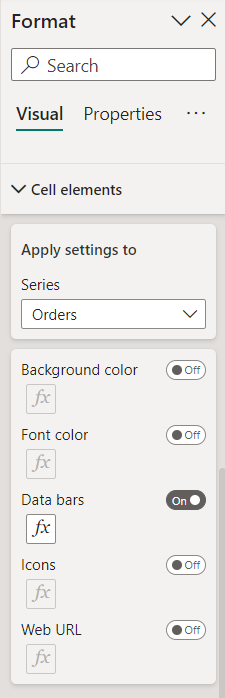 Format
Search
Visual Properties ...
Cell elements
Apply settings to
Series
Orders
Background color Off
fx
Font color Off
fx
Data bars On
fx
Icons Off
fx
Web URL Off
fx